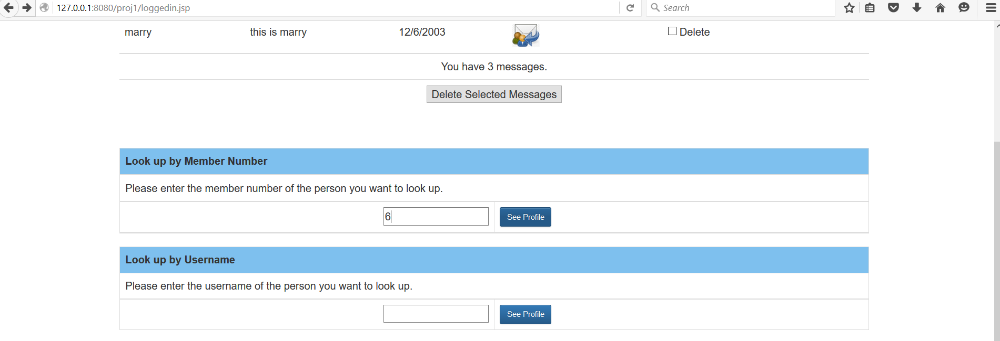 127.0.0.1:8080/proj1/loggedin.jsp Search
marry this is marry 12/6/2003 Delete
You have 3 messages.
Delete Selected Messages
Look up by Member Number
Please enter the member number of the person you want to look up.
6 See Profile
Look up by Username
Please enter the username of the person you want to look up.
See Profile